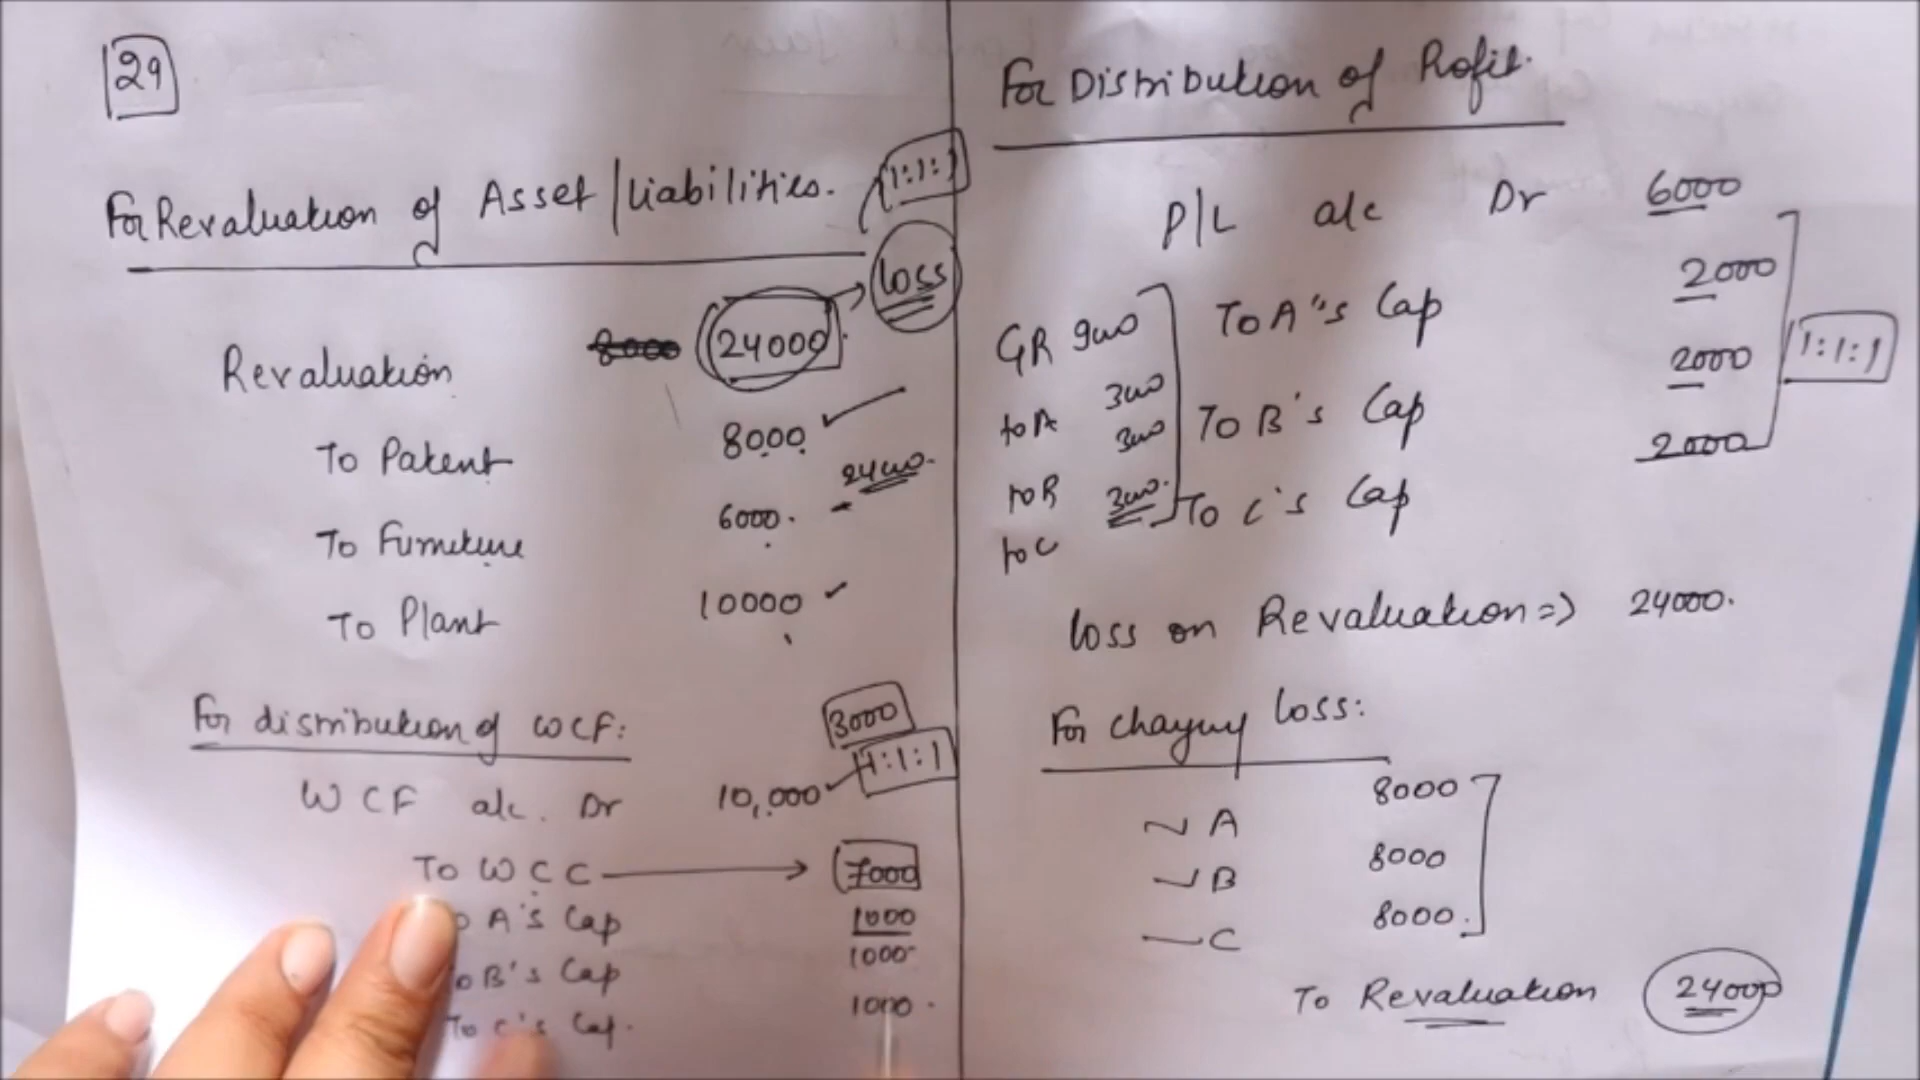 29
For Revaluation of Asset/liabilities. 1:1:1
loss
Revaluation 8000 24000
To Patent 8000
2400.
To Furniture 6000.
To Plant 10000
For distribution of WCF: 3000
1:1:1
WCF a/c. Dr 10,000
To WCC 7000
A's Cap 1000
o B's Cap 1000
To C's Cap. 1000.
For Distribution of Profit.
P/L a/c Dr 6000
To A"s Cap 2000
To B's Cap 2000
To C's Cap 2000
1:1:1
GR 900
to A 300
to B 300
to C 300.
loss on Revaluation=> 24000.
For loss:
A 8000
B 8000
C 8000.
To Revaluation 24000